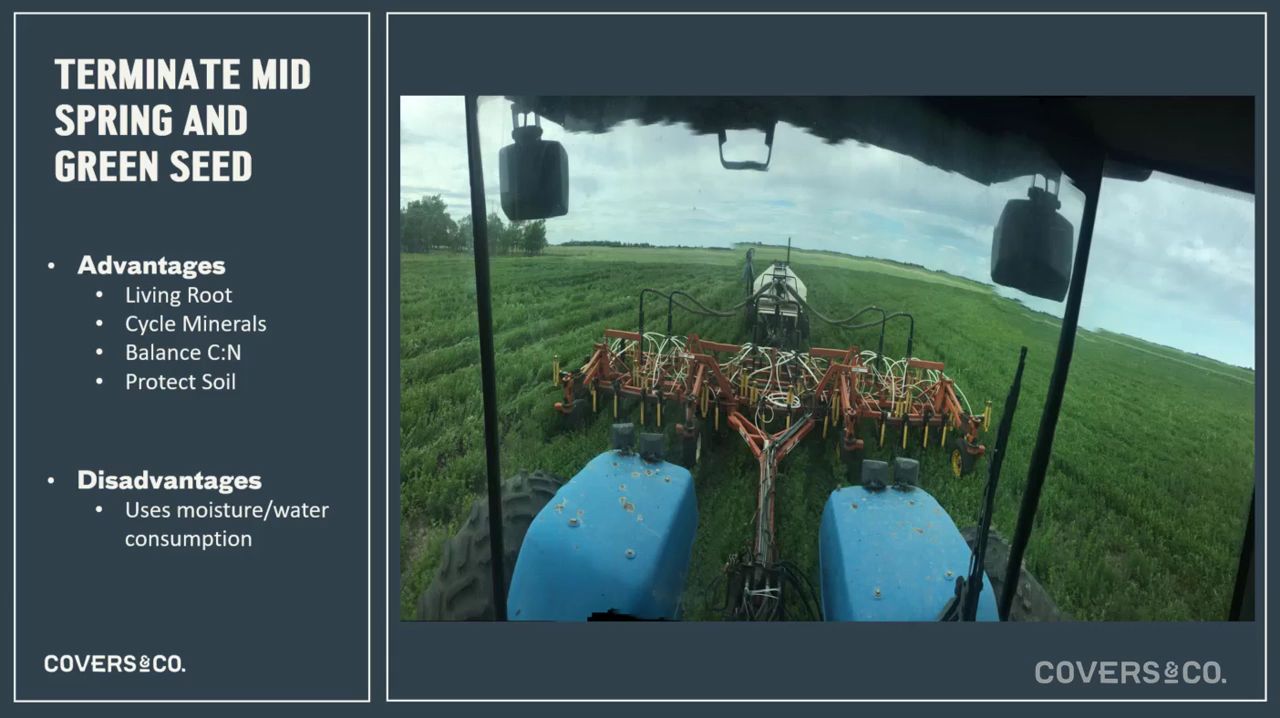 TERMINATE MID
SPRING AND
GREEN SEED
• Advantages
• Living Root
• Cycle Minerals
• Balance C:N
• Protect Soil
• Disadvantages
• Uses moisture/water
consumption
COVERS&CO.
COVERS&CO.